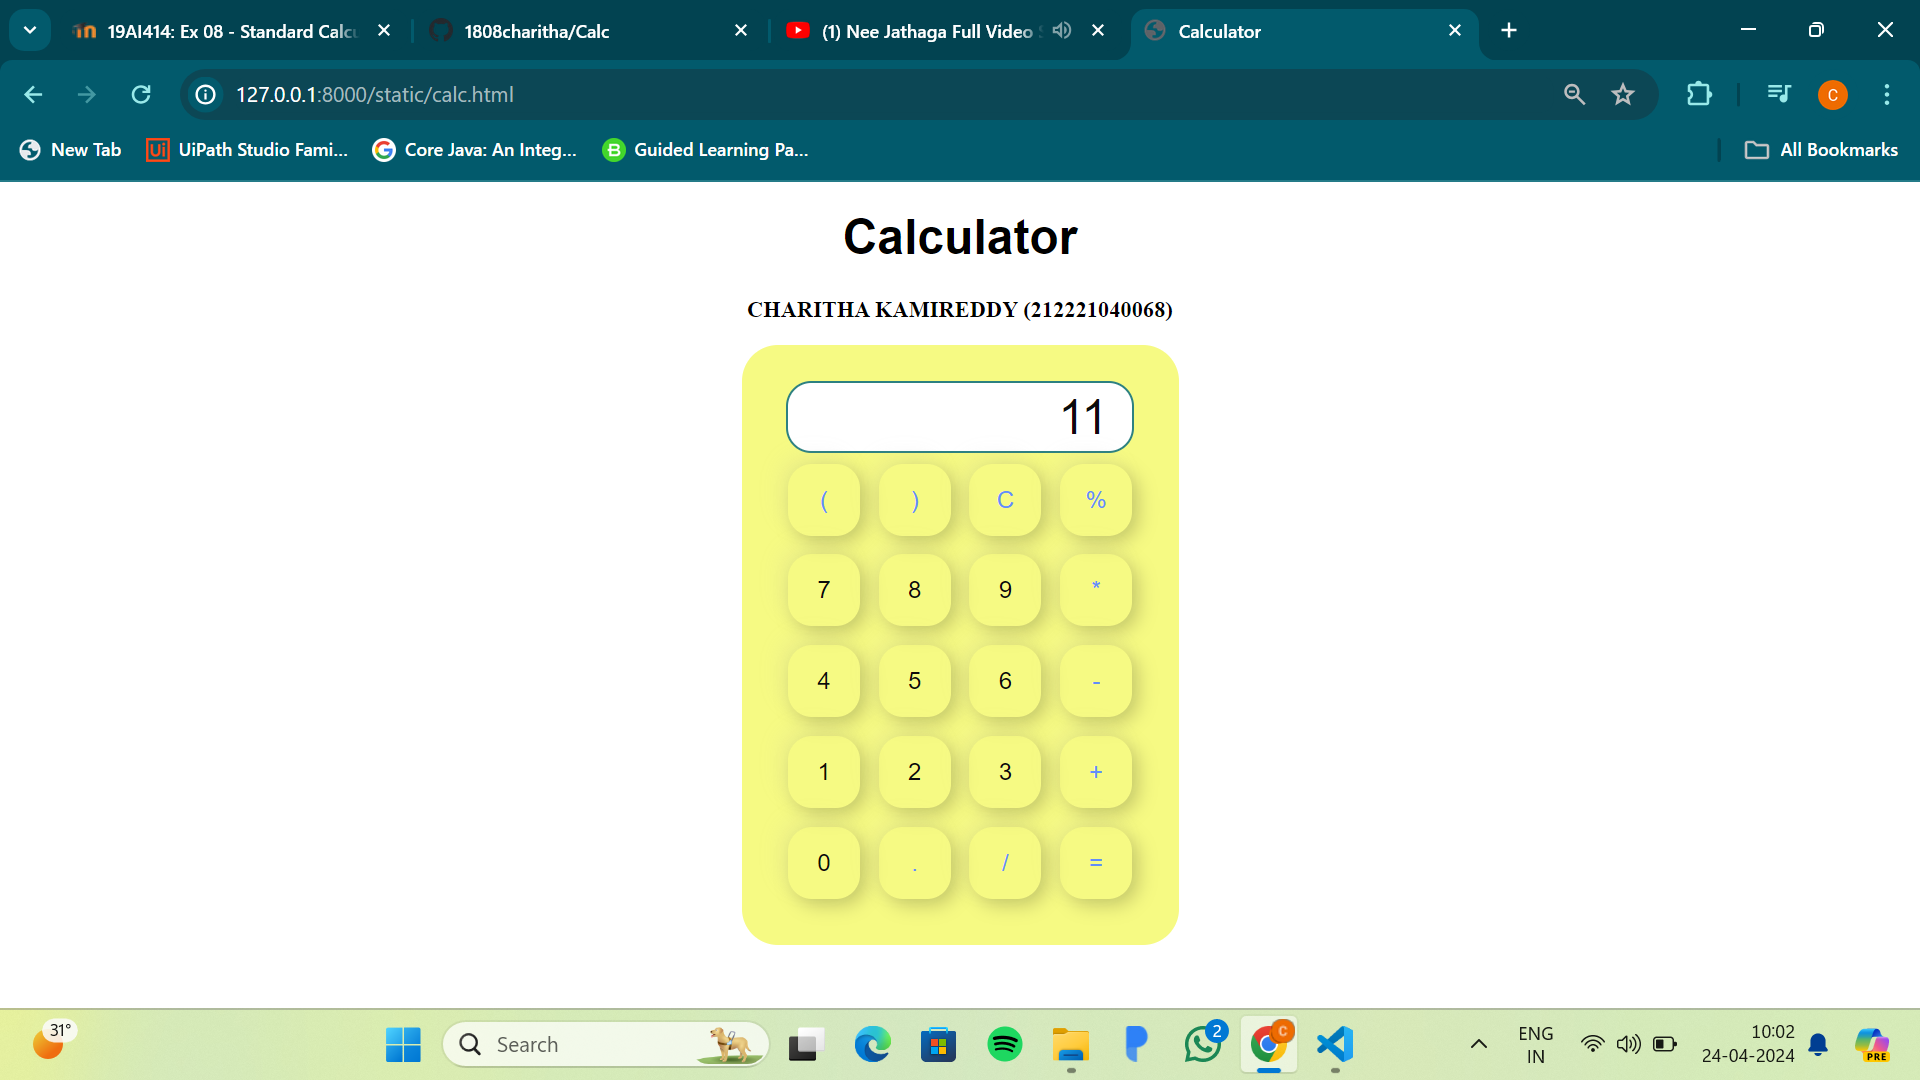 19AI414: Ex 08 - Standard Calcu
1808charitha/Calc
(1) Nee Jathaga Full Video S
Calculator
127.0.0.1:8000/static/calc.html
C
New Tab
Ui UiPath Studio Fami...
G Core Java: An Integ...
B Guided Learning Pa...
All Bookmarks
Calculator
CHARITHA KAMIREDDY (212221040068)
11
( ) C %
7 8 9 *
4 5 6 -
1 2 3 +
0 . / =
31°
Search
2
C
ENG
IN
10:02
24-04-2024
PRE